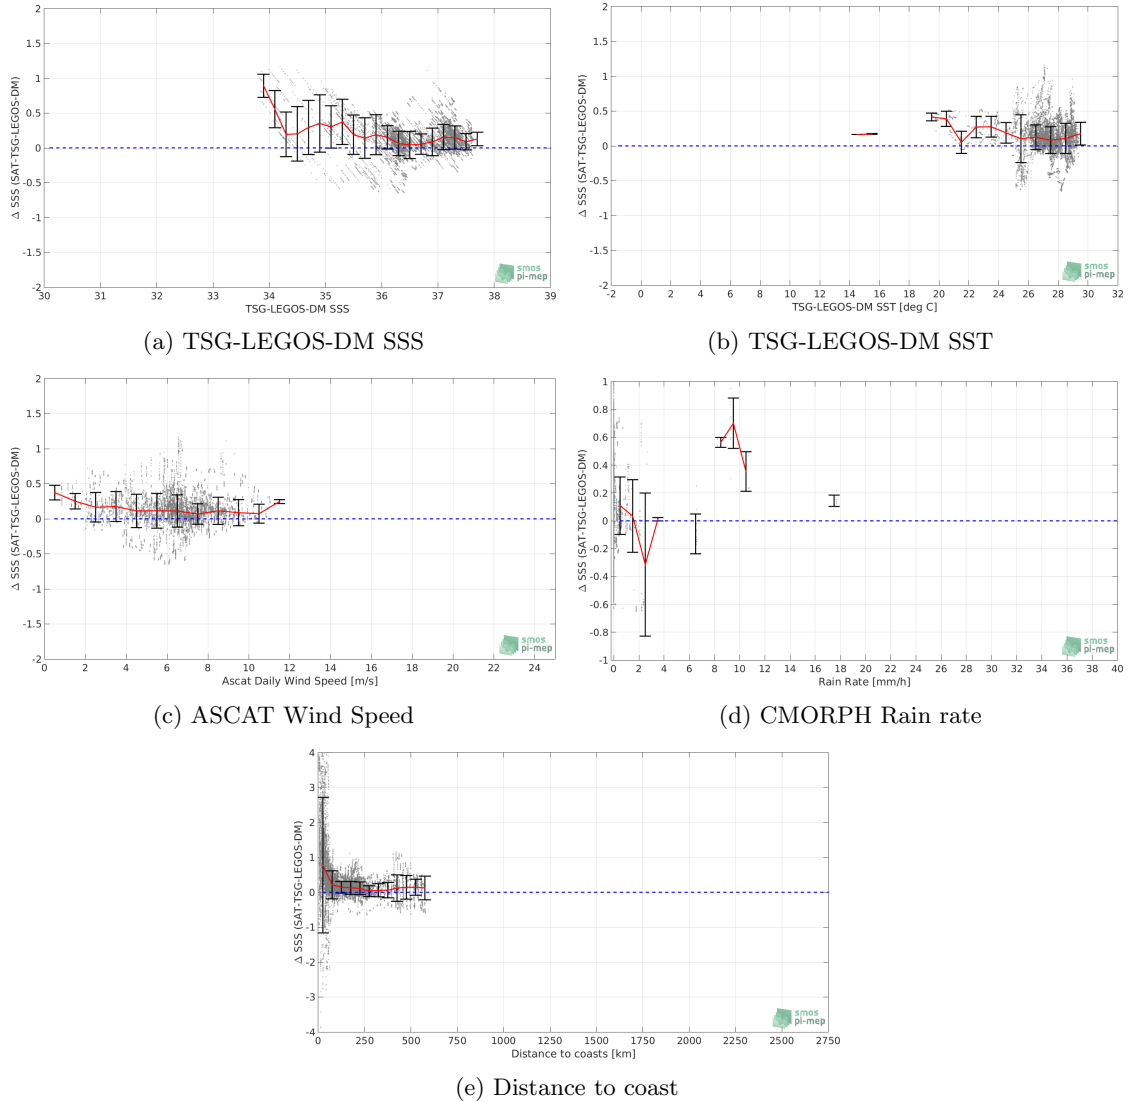 2
1.5
1
0.5
0
-0.5
-1
-1.5
-2
Δ SSS (SAT-TSG-LEGOS-DM)
30 31 32 33 34 35 36 37 38 39
TSG-LEGOS-DM SSS
smos
pi-mep
(a) TSG-LEGOS-DM SSS
2
1.5
1
0.5
0
-0.5
-1
-1.5
-2
Δ SSS (SAT-TSG-LEGOS-DM)
-2 0 2 4 6 8 10 12 14 16 18 20 22 24 26 28 30 32
TSG-LEGOS-DM SST [deg C]
smos
pi-mep
(b) TSG-LEGOS-DM SST
2
1.5
1
0.5
0
-0.5
-1
-1.5
-2
Δ SSS (SAT-TSG-LEGOS-DM)
0 2 4 6 8 10 12 14 16 18 20 22 24
Ascat Daily Wind Speed [m/s]
smos
pi-mep
(c) ASCAT Wind Speed
1
0.8
0.6
0.4
0.2
0
-0.2
-0.4
-0.6
-0.8
-1
Δ SSS (SAT-TSG-LEGOS-DM)
0 2 4 6 8 10 12 14 16 18 20 22 24 26 28 30 32 34 36 38 40
Rain Rate [mm/h]
smos
pi-mep
(d) CMORPH Rain rate
4
3
2
1
0
-1
-2
-3
-4
Δ SSS (SAT-TSG-LEGOS-DM)
0 250 500 750 1000 1250 1500 1750 2000 2250 2500 2750
Distance to coasts [km]
smos
pi-mep
(e) Distance to coast